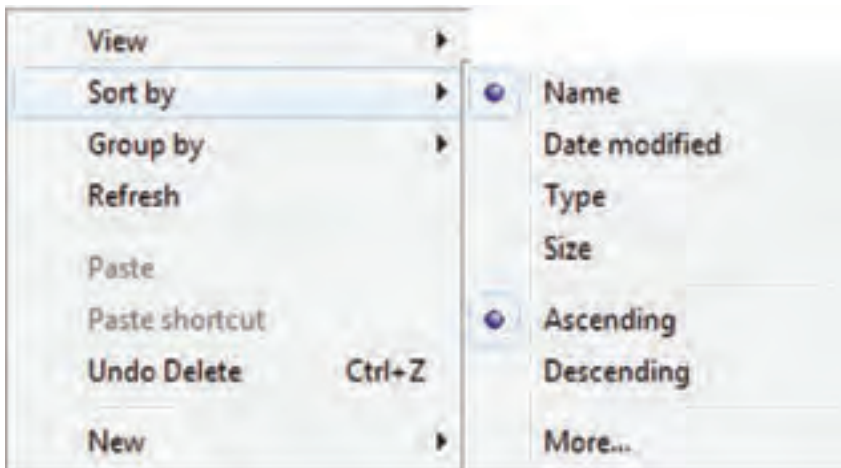 View
Sort by
Group by
Refresh
Paste
Paste shortcut
Undo Delete Ctrl+Z
New
Name
Date modified
Type
Size
Ascending
Descending
More...